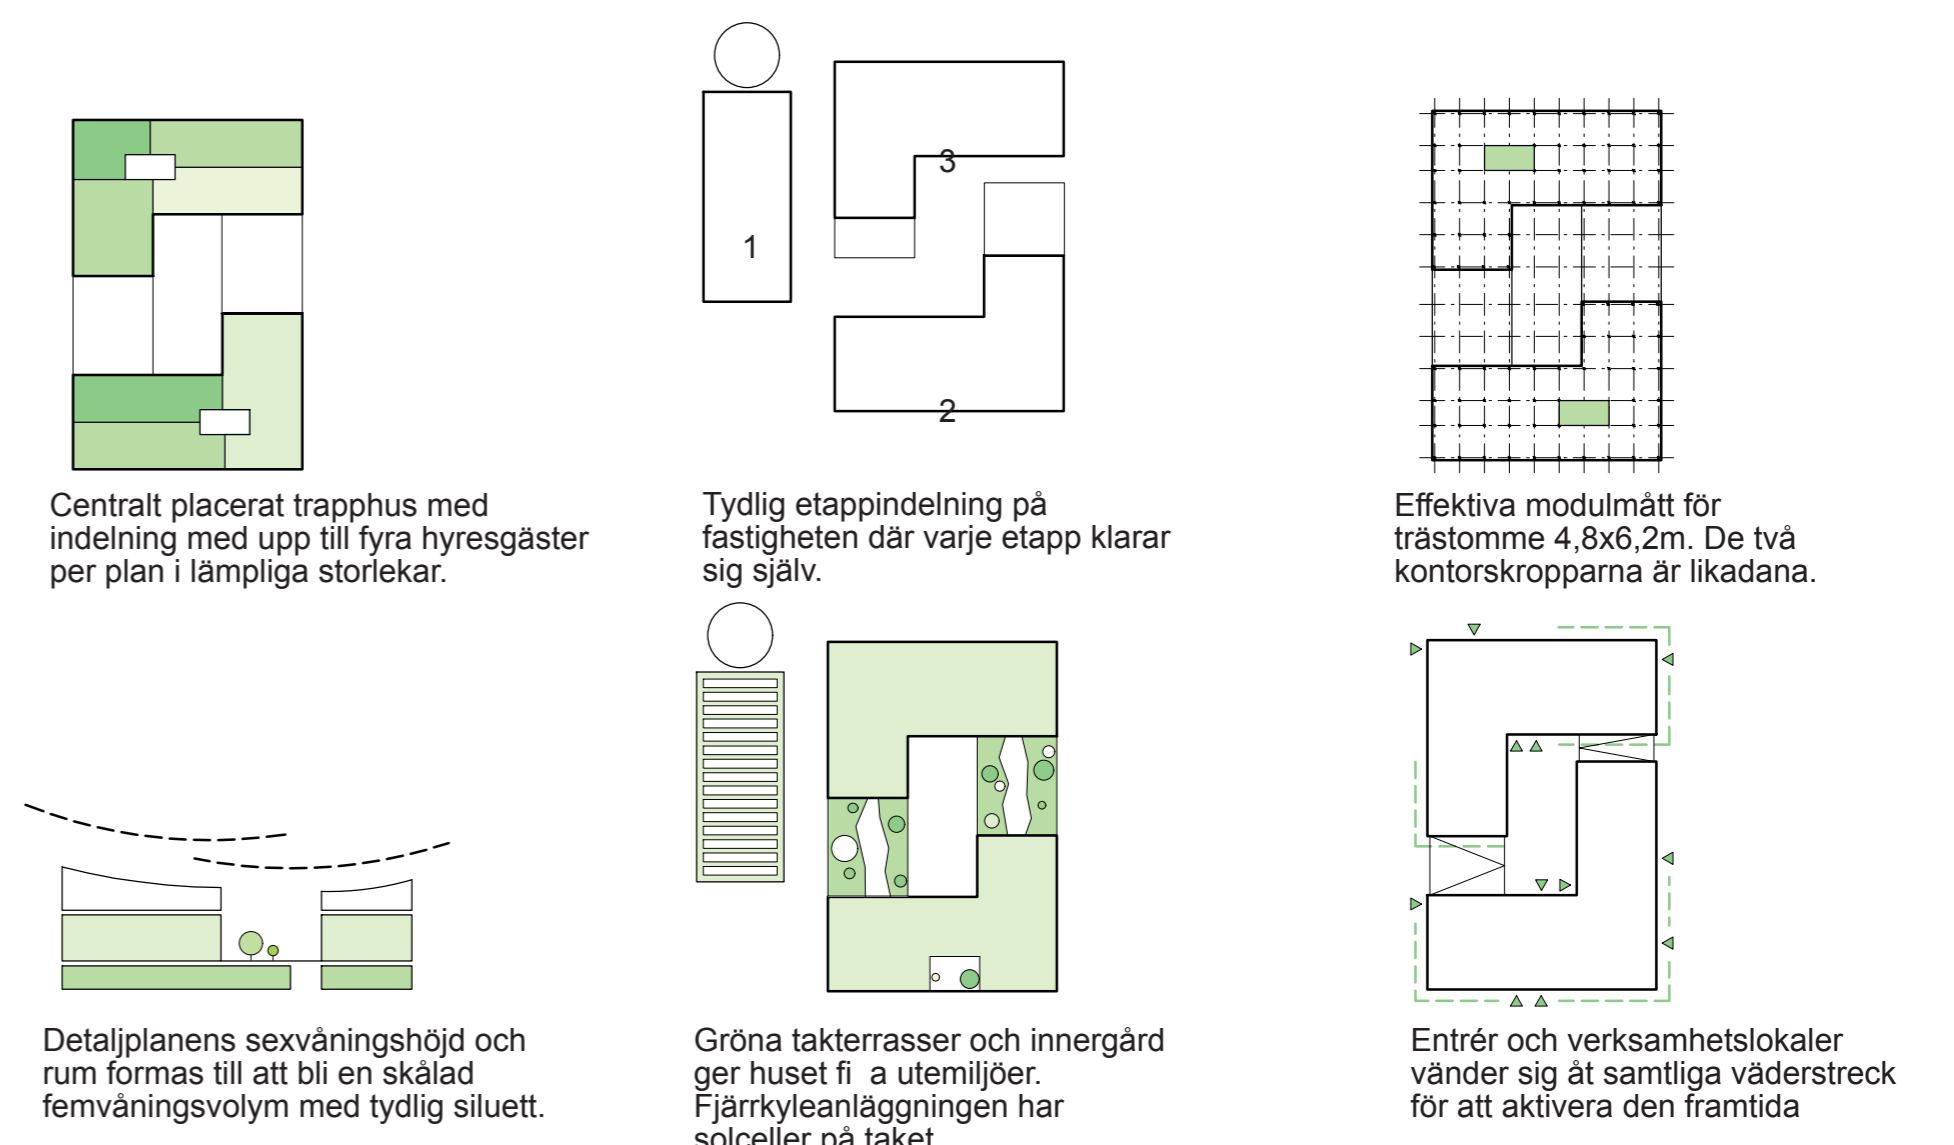 3
1
2
Centralt placerat trapphus med
indelning med upp till fyra hyresgäster
per plan i lämpliga storlekar.
Tydlig etappindelning på
fastigheten där varje etapp klarar
sig själv.
Effektiva modulmått för
trästomme 4,8x6,2m. De två
kontorskropparna är likadana.
Detaljplanens sexvåningshöjd och
rum formas till att bli en skålad
femvåningsvolym med tydlig siluett.
Gröna takterrasser och innergård
ger huset fi a utemiljöer.
Fjärrkyleanläggningen har
solceller på taket
Entrér och verksamhetslokaler
vänder sig åt samtliga väderstreck
för att aktivera den framtida